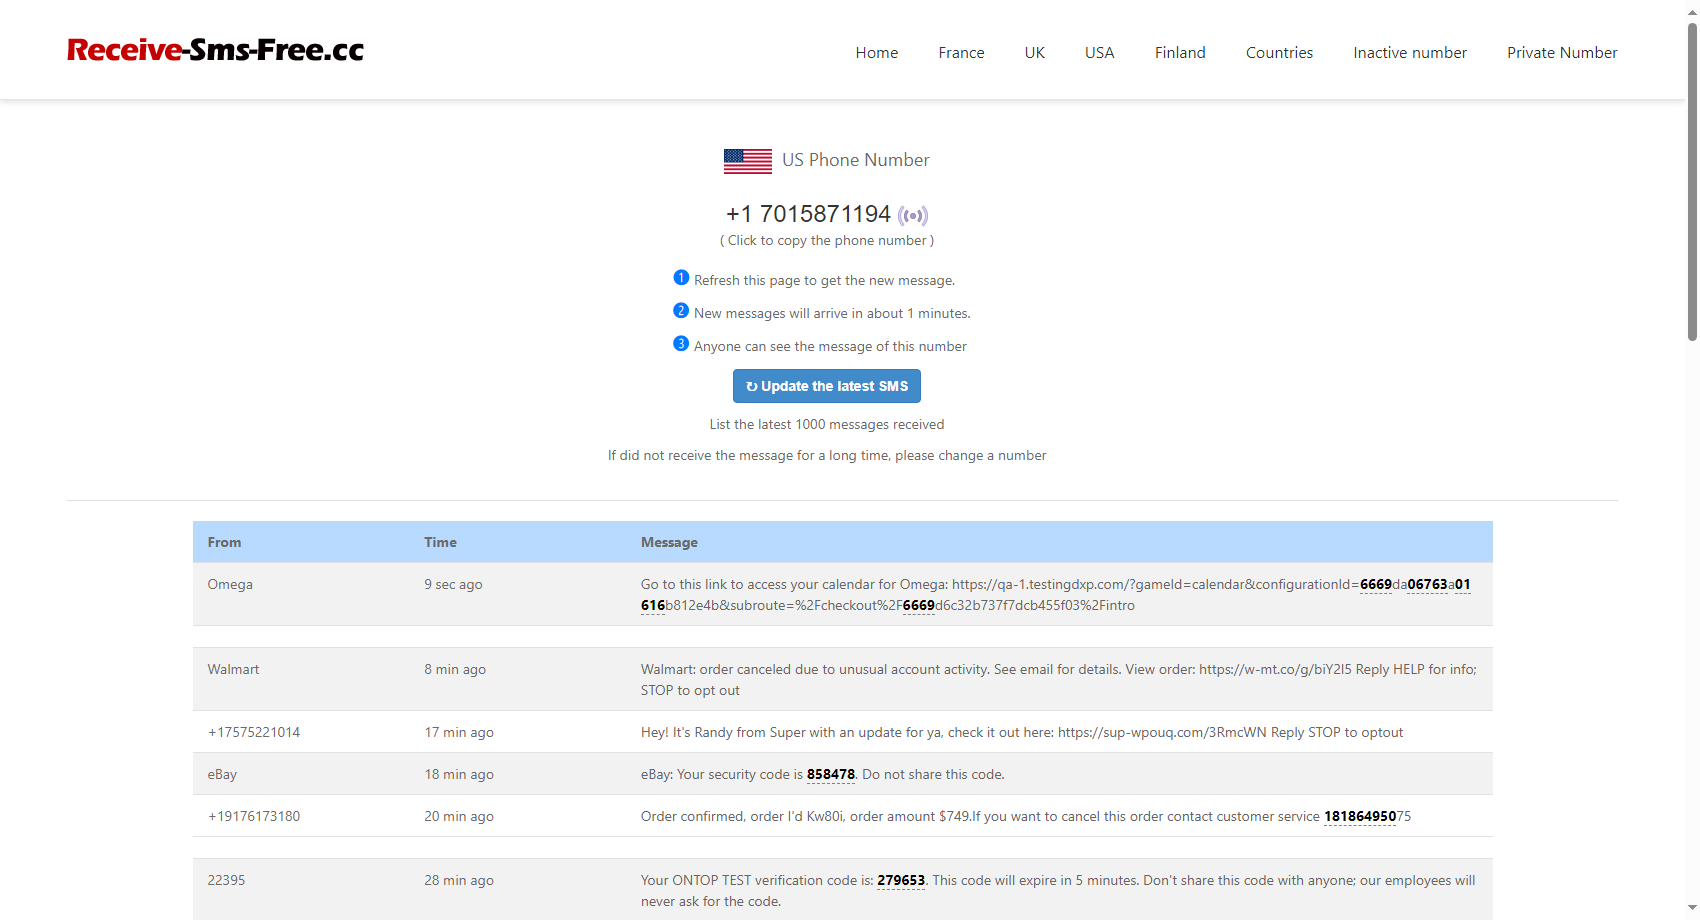 Receive-Sms-Free.cc
Home France UK USA Finland Countries Inactive number Private Number
US Phone Number
+1 7015871194
( Click to copy the phone number )
1 Refresh this page to get the new message.
2 New messages will arrive in about 1 minutes.
3 Anyone can see the message of this number
↻ Update the latest SMS
List the latest 1000 messages received
If did not receive the message for a long time, please change a number
From Time Message
Omega 9 sec ago Go to this link to access your calendar for Omega: https://qa-1.testingdxp.com/?gameId=calendar&configurationId=6669da06763a01
616b812e4b&subroute=%2Fcheckout%2F6669d6c32b737f7dcb455f03%2Fintro
Walmart 8 min ago Walmart: order canceled due to unusual account activity. See email for details. View order: https://w-mt.co/g/biY2I5 Reply HELP for info;
STOP to opt out
+17575221014 17 min ago Hey! It's Randy from Super with an update for ya, check it out here: https://sup-wpouq.com/3RmcWN Reply STOP to optout
eBay 18 min ago eBay: Your security code is 858478. Do not share this code.
+19176173180 20 min ago Order confirmed, order I'd Kw80i, order amount $749.If you want to cancel this order contact customer service 18186495075
22395 28 min ago Your ONTOP TEST verification code is: 279653. This code will expire in 5 minutes. Don't share this code with anyone; our employees will
never ask for the code.